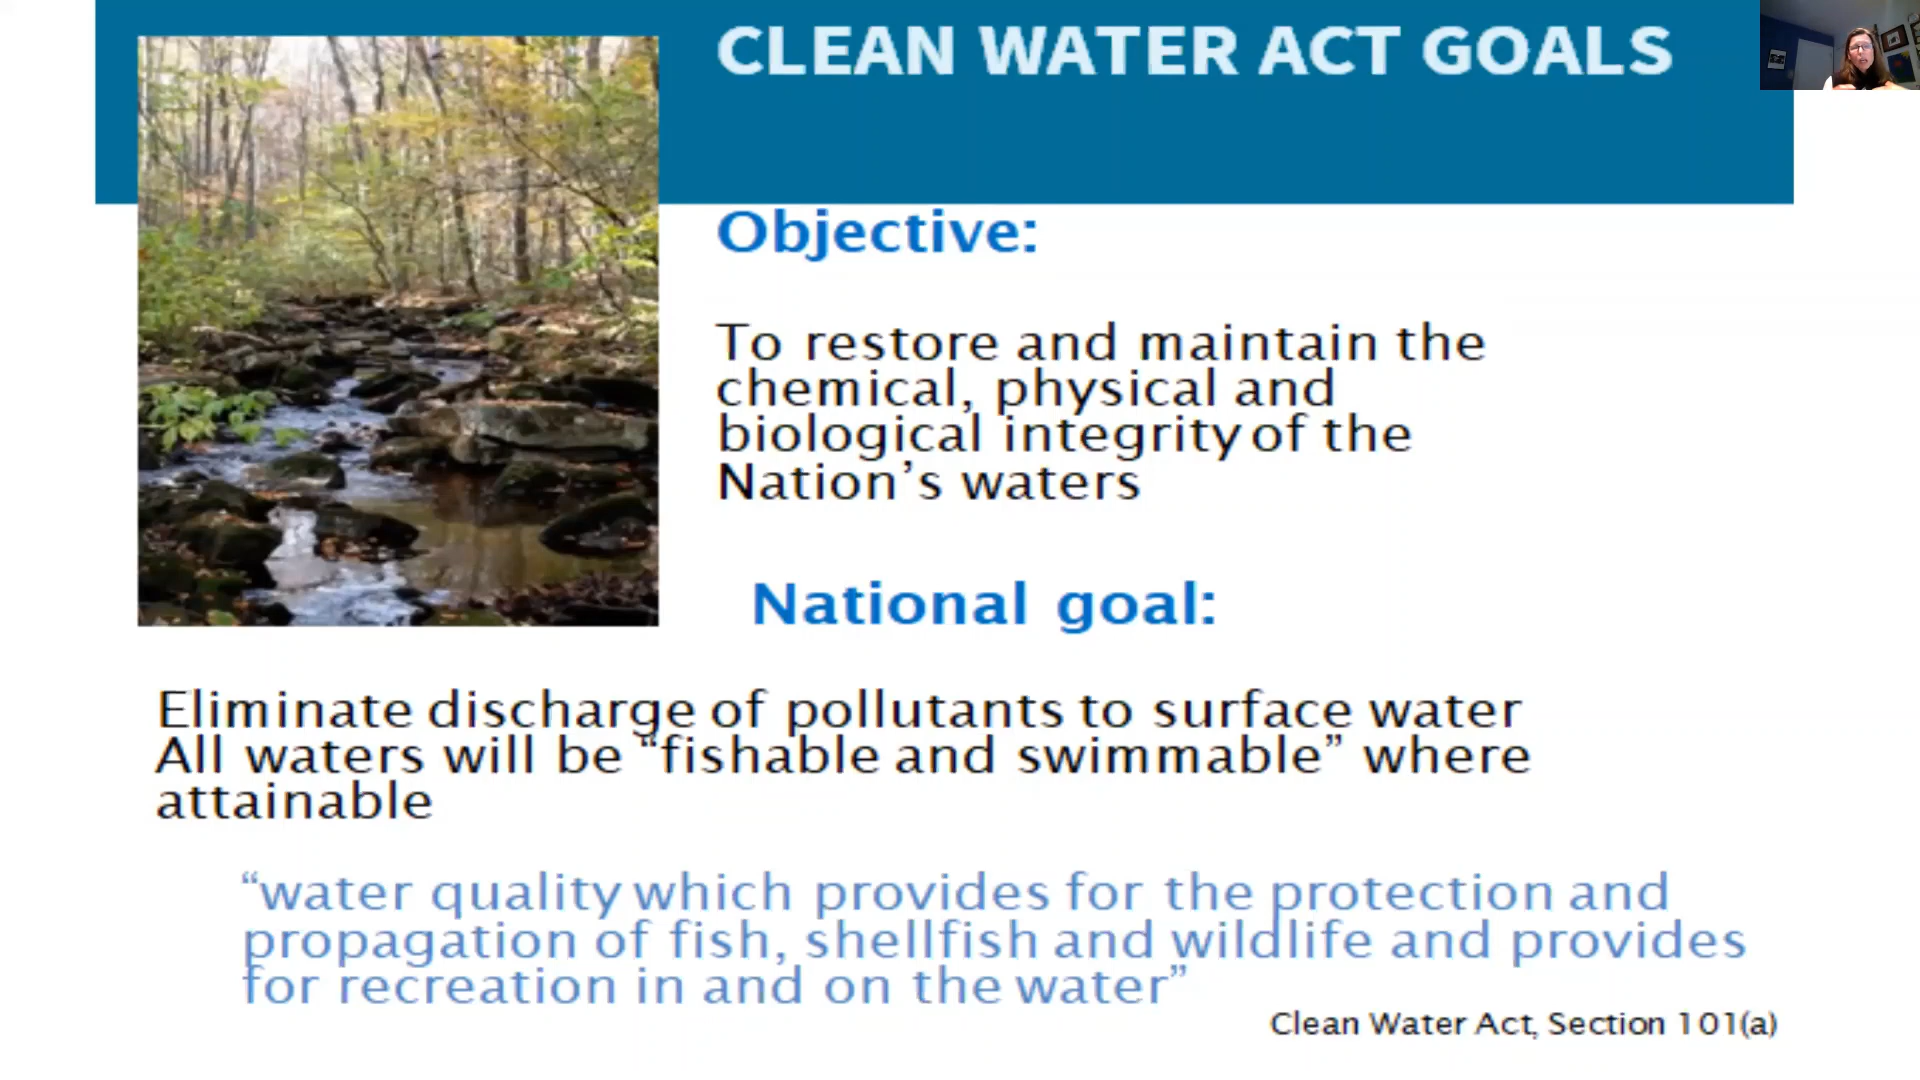 CLEAN WATER ACT GOALS
Objective:
To restore and maintain the
chemical, physical and
biological integrity of the
Nation’s waters
National goal:
Eliminate discharge of pollutants to surface water
All waters will be “fishable and swimmable” where
attainable
“water quality which provides for the protection and
propagation of fish, shellfish and wildlife and provides
for recreation in and on the water”
Clean Water Act, Section 101(a)